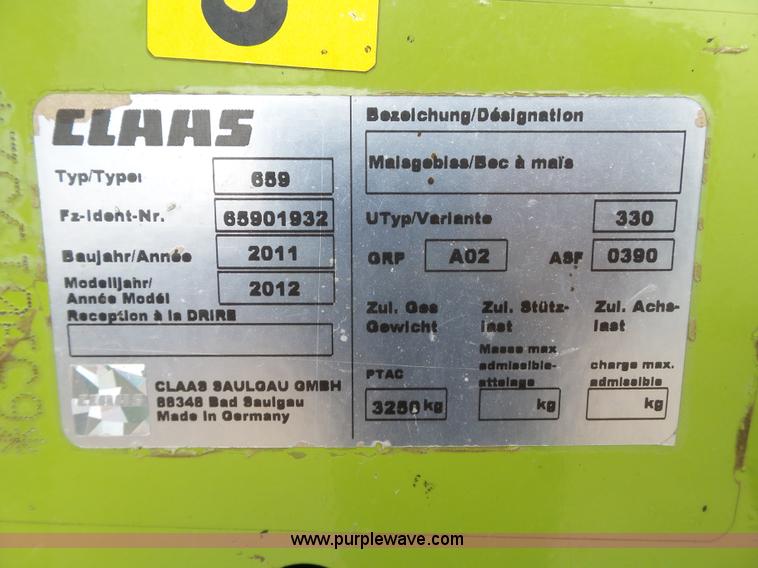 CLAAS
Typ/Type: 659
Fz-Ident-Nr. 65901932
Baujahr/Année 2011
Modelljahr/
Année Modèl 2012
Reception à la DRIRE
CLAAS
CLAAS SAULGAU GMBH
88348 Bad Saulgau
Made in Germany
Bezeichung/Désignation
Maisgebiss/Bec à maïs
UTyp/Variante 330
GRP A02 ASF 0390
Zul. Ges Gewicht
PTAC
3250 kg
Zul. Stütz-
last
Masse max
admissible-
attelage
kg
Zul. Achs-
last
charge max.
admissible
kg
www.purplewave.com